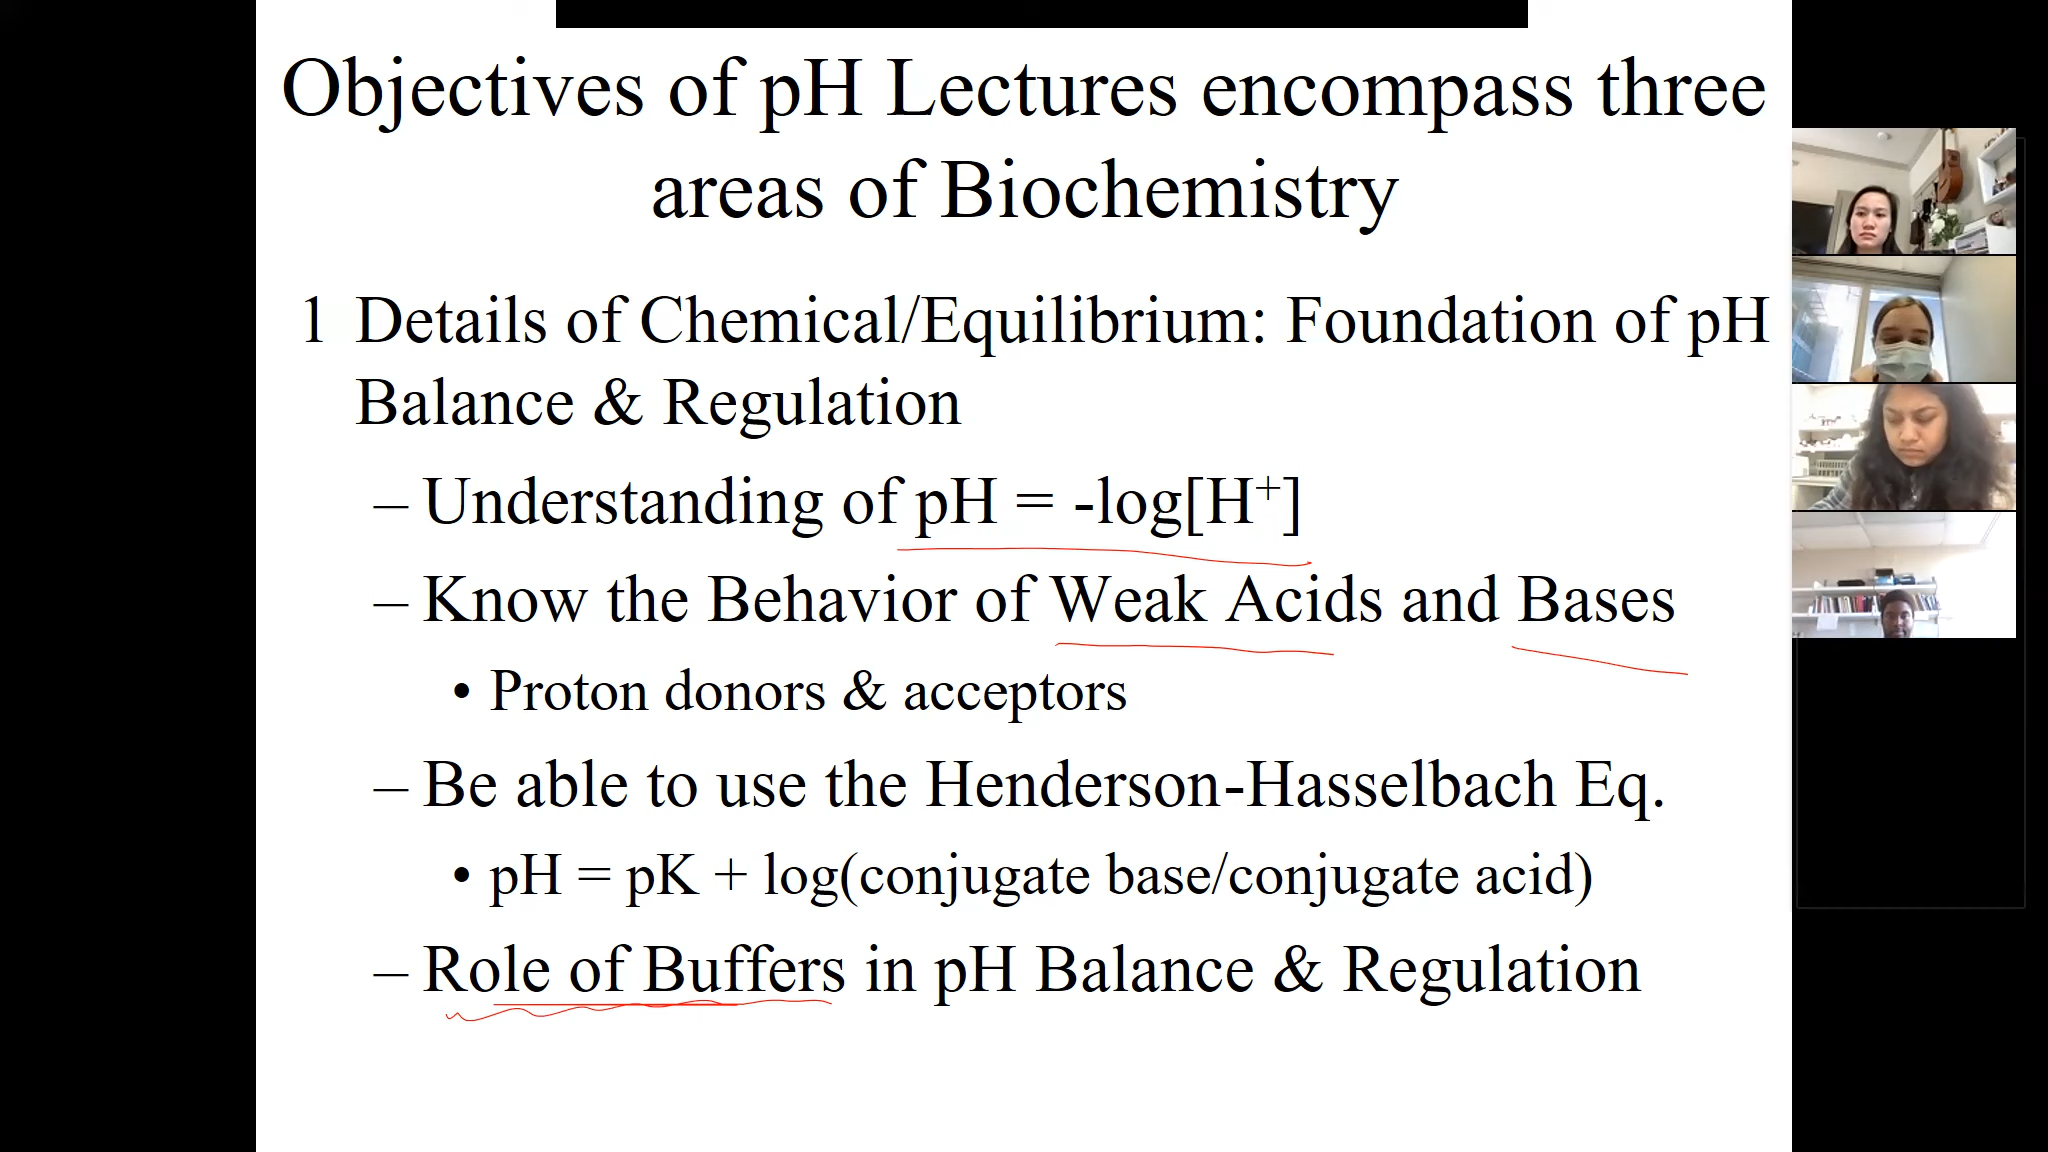 Objectives of pH Lectures encompass three
areas of Biochemistry
1 Details of Chemical/Equilibrium: Foundation of pH
Balance & Regulation
– Understanding of pH = -log[H⁺]
– Know the Behavior of Weak Acids and Bases
• Proton donors & acceptors
– Be able to use the Henderson-Hasselbach Eq.
• pH = pK + log(conjugate base/conjugate acid)
– Role of Buffers in pH Balance & Regulation